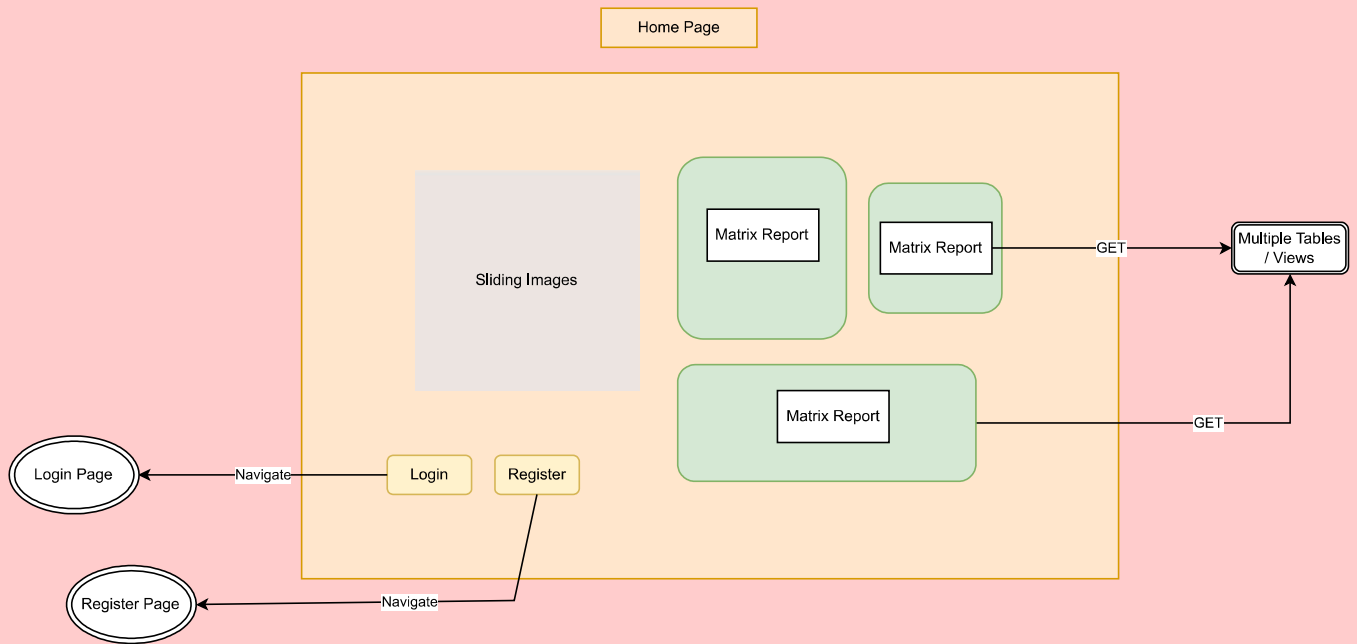 Home Page
Sliding Images
Matrix Report
Matrix Report
GET
Multiple Tables
/ Views
Matrix Report
GET
Login Page
Navigate
Login
Register
Register Page
Navigate